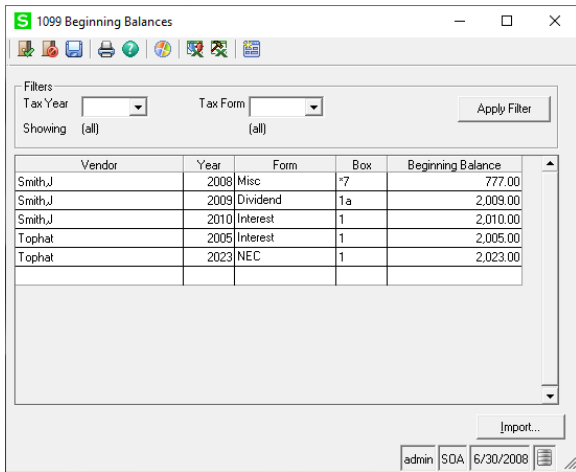 S 1099 Beginning Balances
Filters
Tax Year Tax Form Apply Filter
Showing (all) (all)
Vendor Year Form Box Beginning Balance
Smith,J 2008 Misc *7 777.00
Smith,J 2009 Dividend 1a 2,009.00
Smith,J 2010 Interest 1 2,010.00
Tophat 2005 Interest 1 2,005.00
Tophat 2023 NEC 1 2,023.00
Import...
admin SOA 6/30/2008